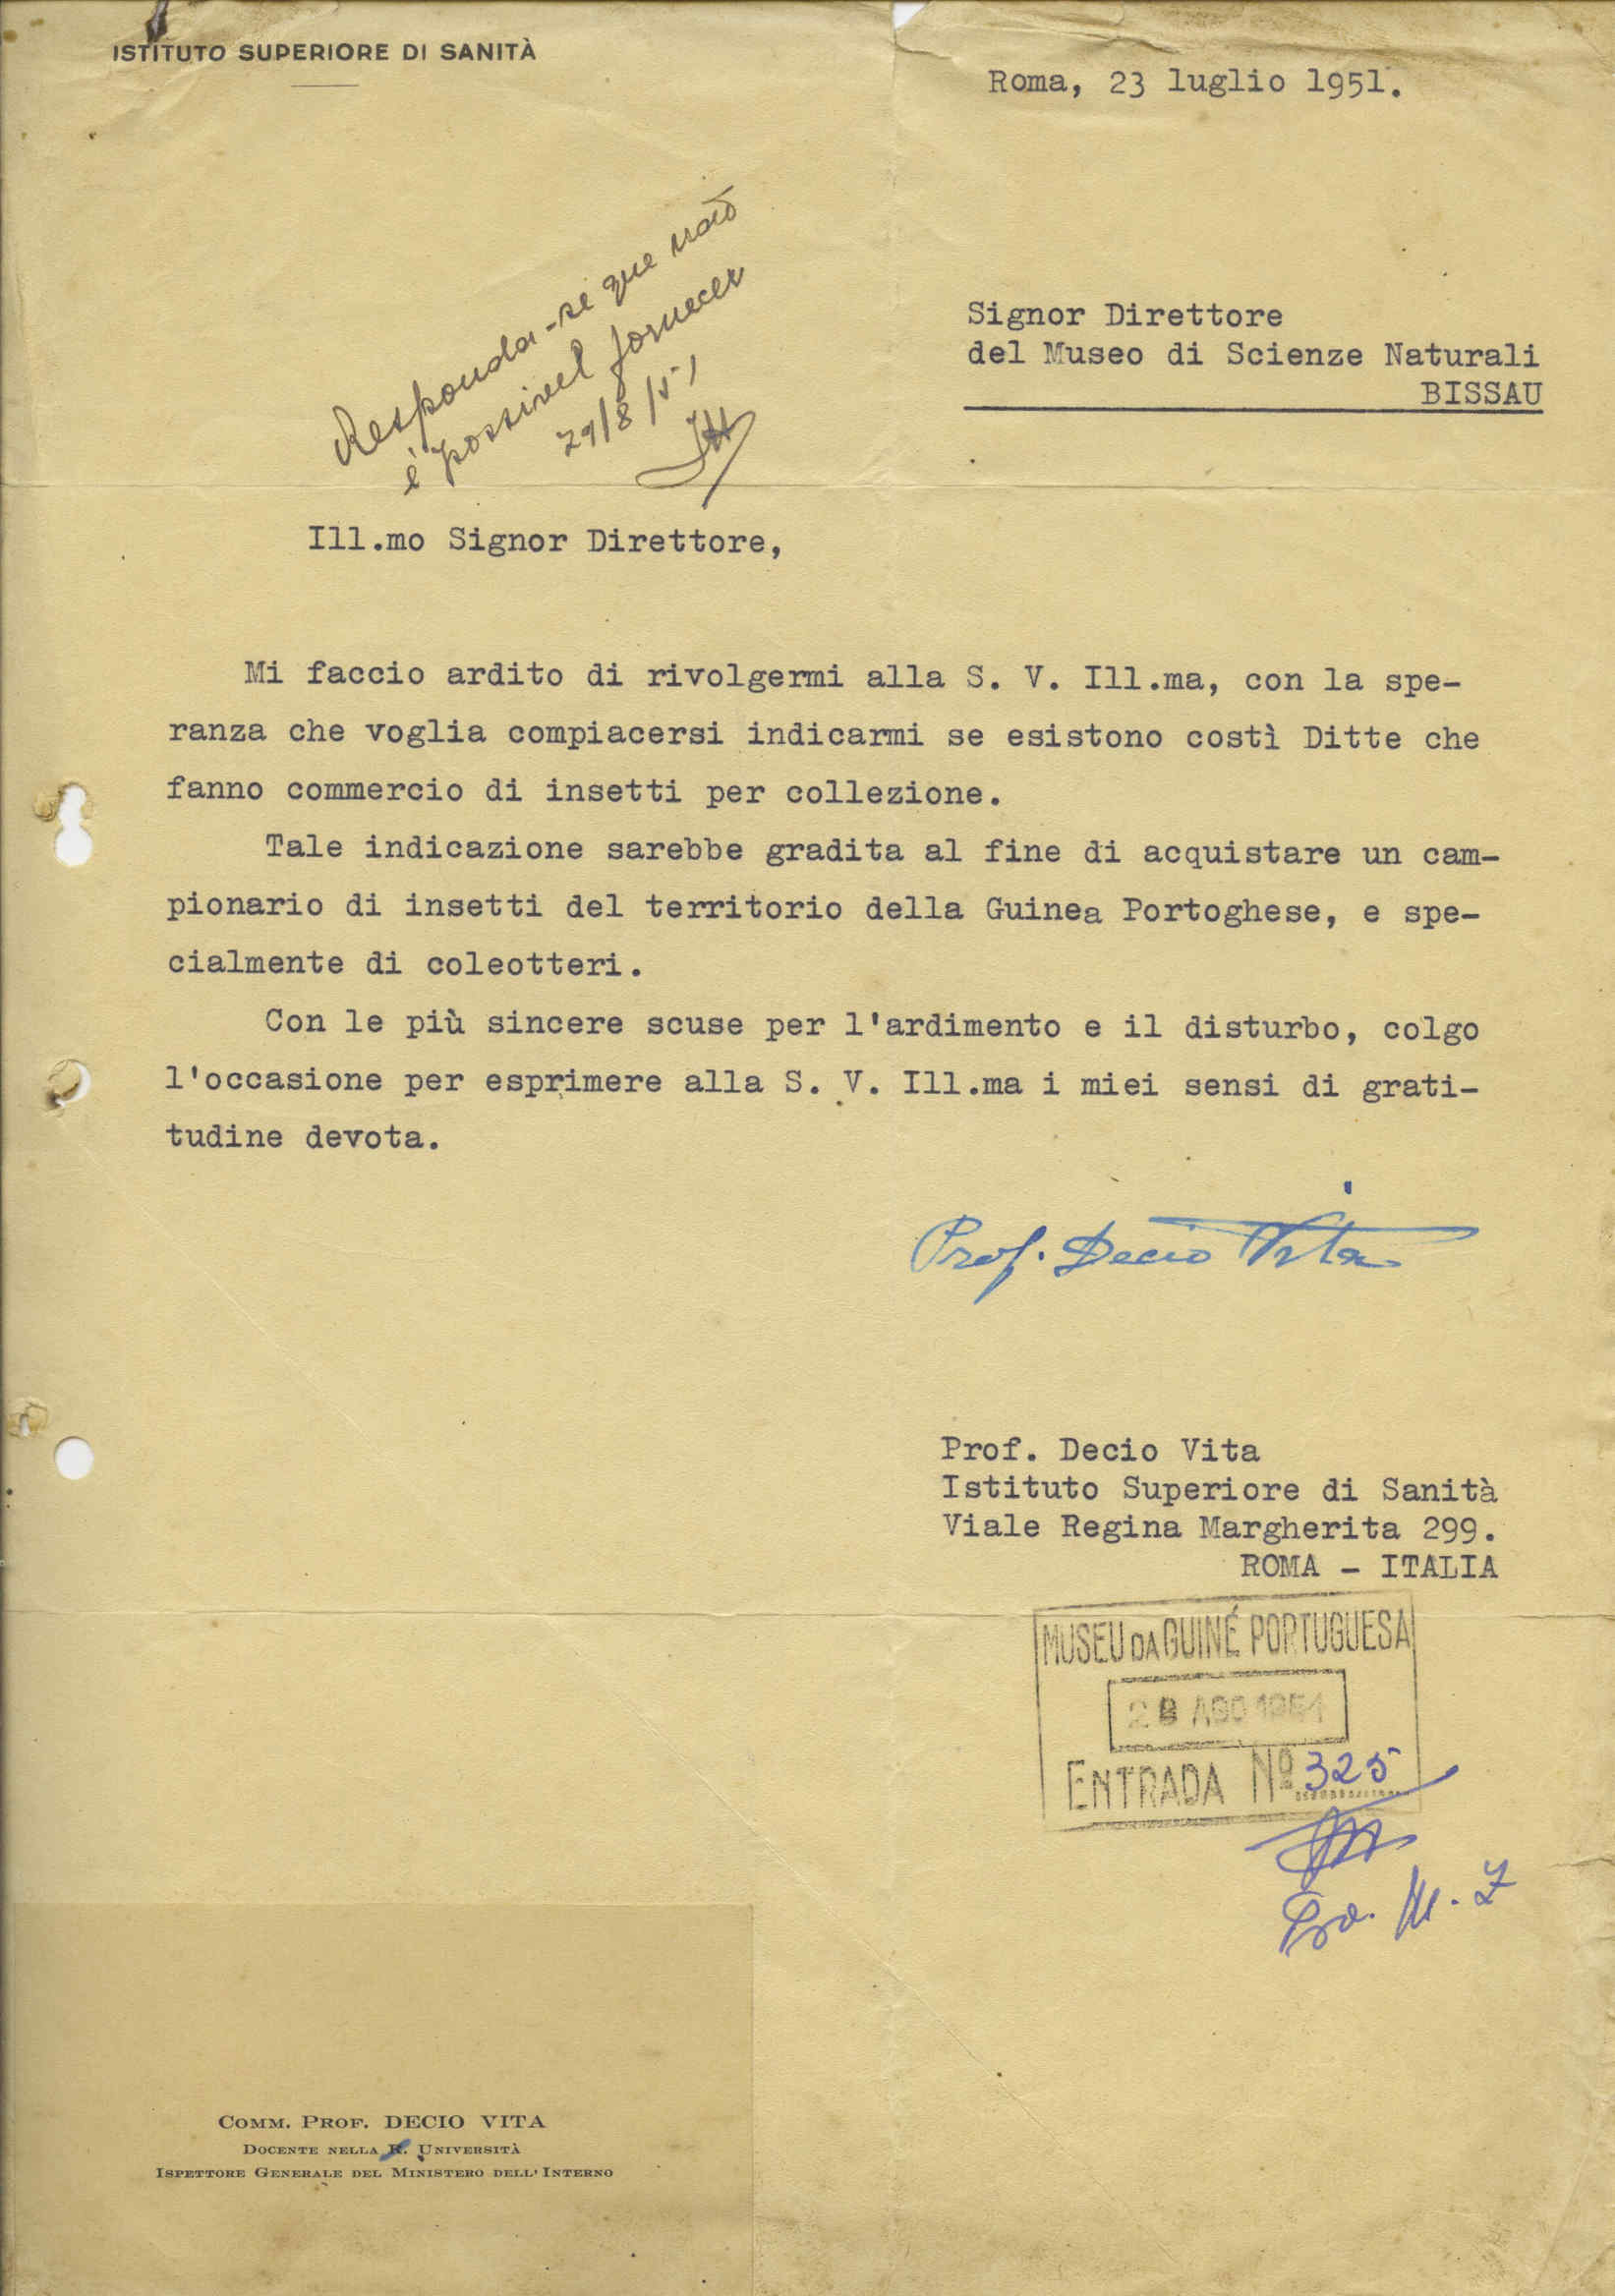 ISTITUTO SUPERIORE DI SANITÀ
Roma, 23 luglio 1951.
Responda-se que não
é possivel fornecer
29/8/51
Signor Direttore
del Museo di Scienze Naturali
BISSAU
Ill.mo Signor Direttore,
Mi faccio ardito di rivolgermi alla S. V. Ill.ma, con la spe-
ranza che voglia compiacersi indicarmi se esistono costì Ditte che
fanno commercio di insetti per collezione.
Tale indicazione sarebbe gradita al fine di acquistare un cam-
pionario di insetti del territorio della Guinea Portoghese, e spe-
cialmente di coleotteri.
Con le più sincere scuse per l'ardimento e il disturbo, colgo
l'occasione per esprimere alla S. V. Ill.ma i miei sensi di grati-
tudine devota.
Prof. Decio Vita
Prof. Decio Vita
Istituto Superiore di Sanità
Viale Regina Margherita 299.
ROMA - ITALIA
MUSEU DA GUINÉ PORTUGUESA
28 AGO 1951
ENTRADA Nº 325
COMM. PROF. DECIO VITA
DOCENTE NELLA R. UNIVERSITÀ
ISPETTORE GENERALE DEL MINISTERO DELL'INTERNO